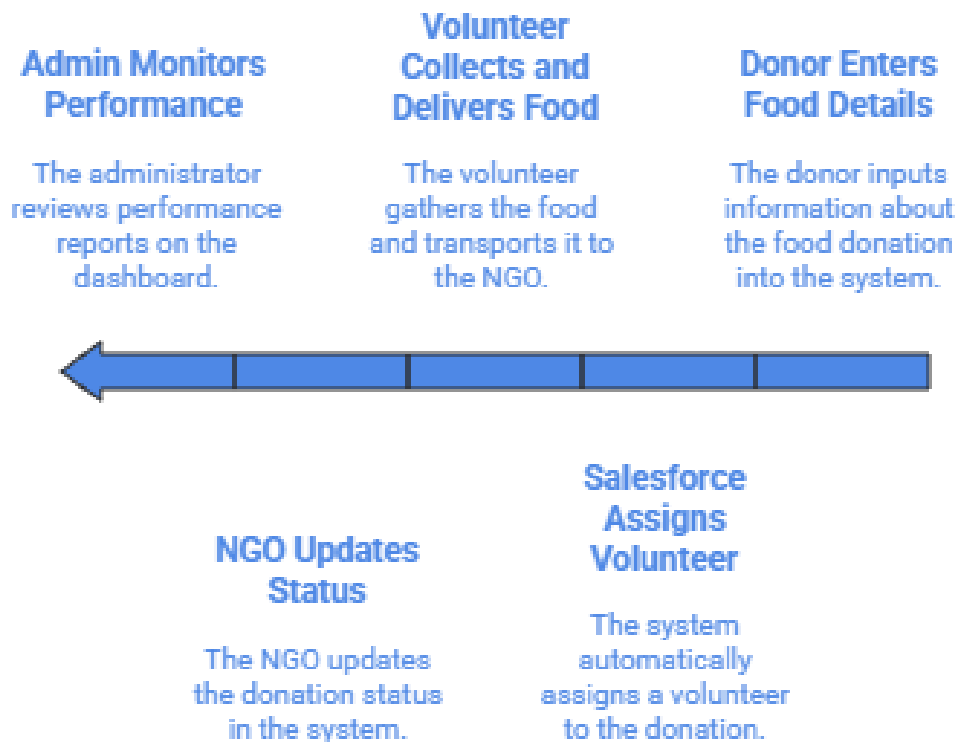 Admin Monitors
Performance
The administrator
reviews performance
reports on the
dashboard.
Volunteer
Collects and
Delivers Food
The volunteer
gathers the food
and transports it to
the NGO.
Donor Enters
Food Details
The donor inputs
information about
the food donation
into the system.
NGO Updates
Status
The NGO updates
the donation status
in the system.
Salesforce
Assigns
Volunteer
The system
automatically
assigns a volunteer
to the donation.